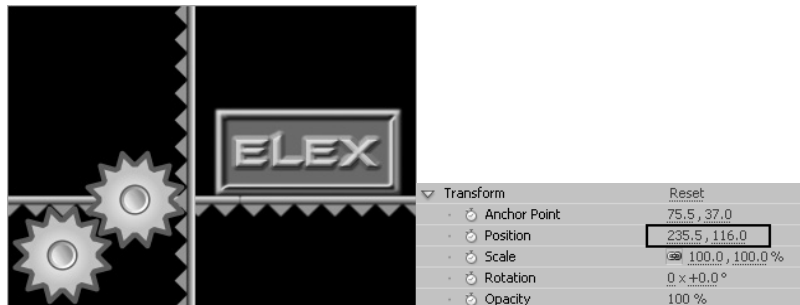 ELEX
Transform Reset
Anchor Point 75.5, 37.0
Position 235.5, 116.0
Scale 100.0, 100.0 %
Rotation 0 x +0.0°
Opacity 100 %